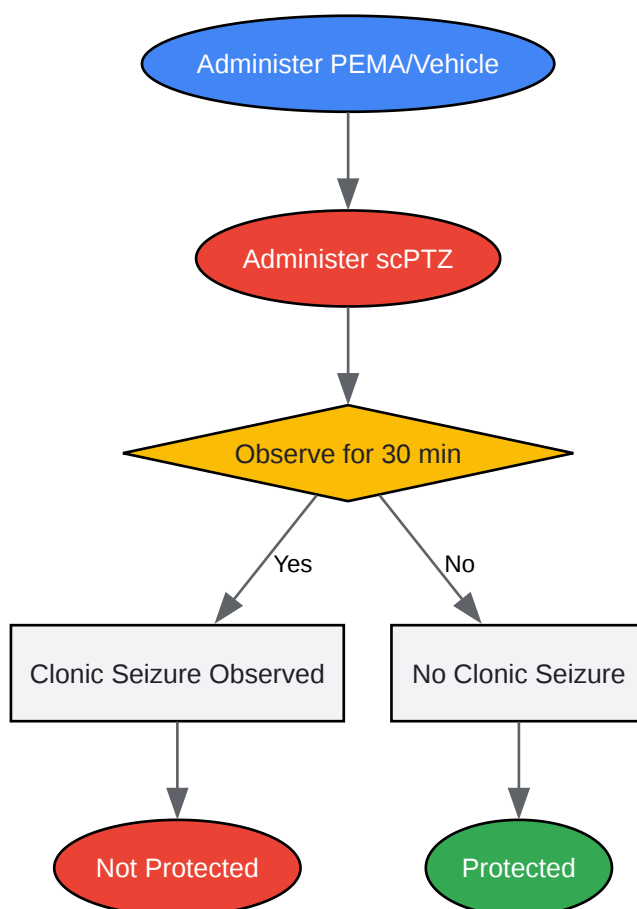 Administer PEMA/Vehicle
Administer scPTZ
Observe for 30 min
Yes
No
Clonic Seizure Observed
No Clonic Seizure
Not Protected
Protected